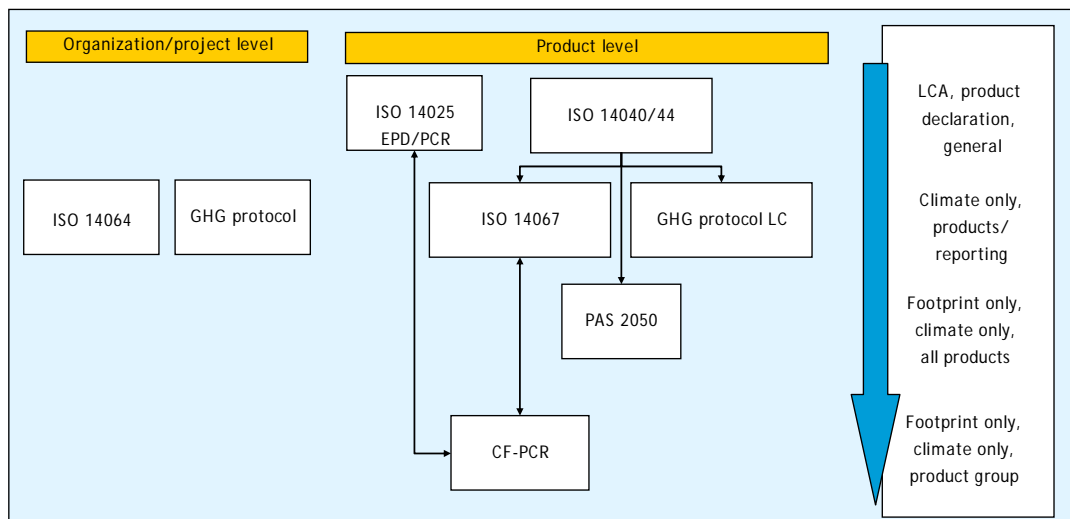 Organization/project level
Product level
ISO 14025
EPD/PCR
ISO 14040/44
ISO 14064
GHG protocol
ISO 14067
GHG protocol LC
PAS 2050
CF-PCR
LCA, product
declaration,
general
Climate only,
products/
reporting
Footprint only,
climate only,
all products
Footprint only,
climate only,
product group